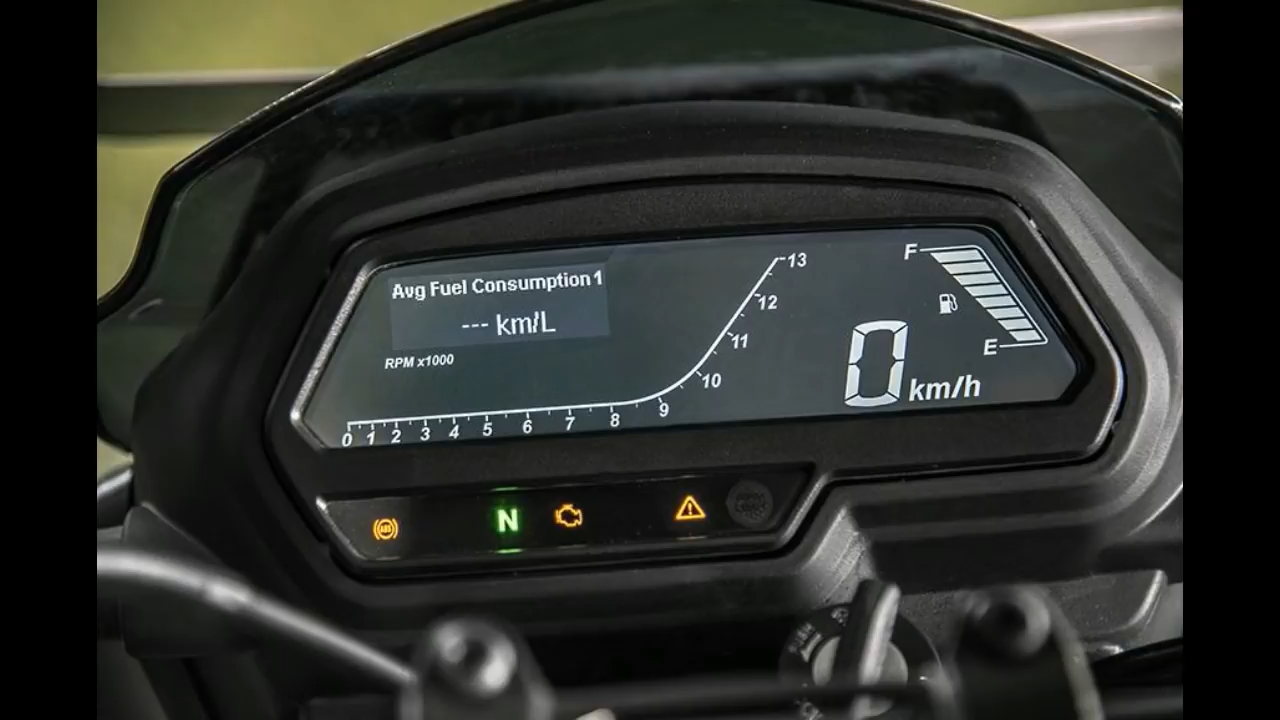 Avg Fuel Consumption 1
--- km/L
RPM x1000
0 1 2 3 4 5 6 7 8 9 10 11 12 13
F
E
0 km/h
ABS
N